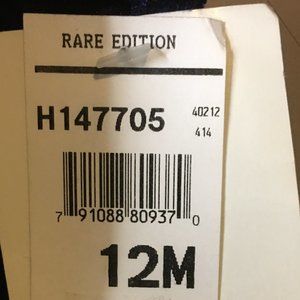 RARE EDITION
H147705 40212
414
7 91088 80937 0
12M